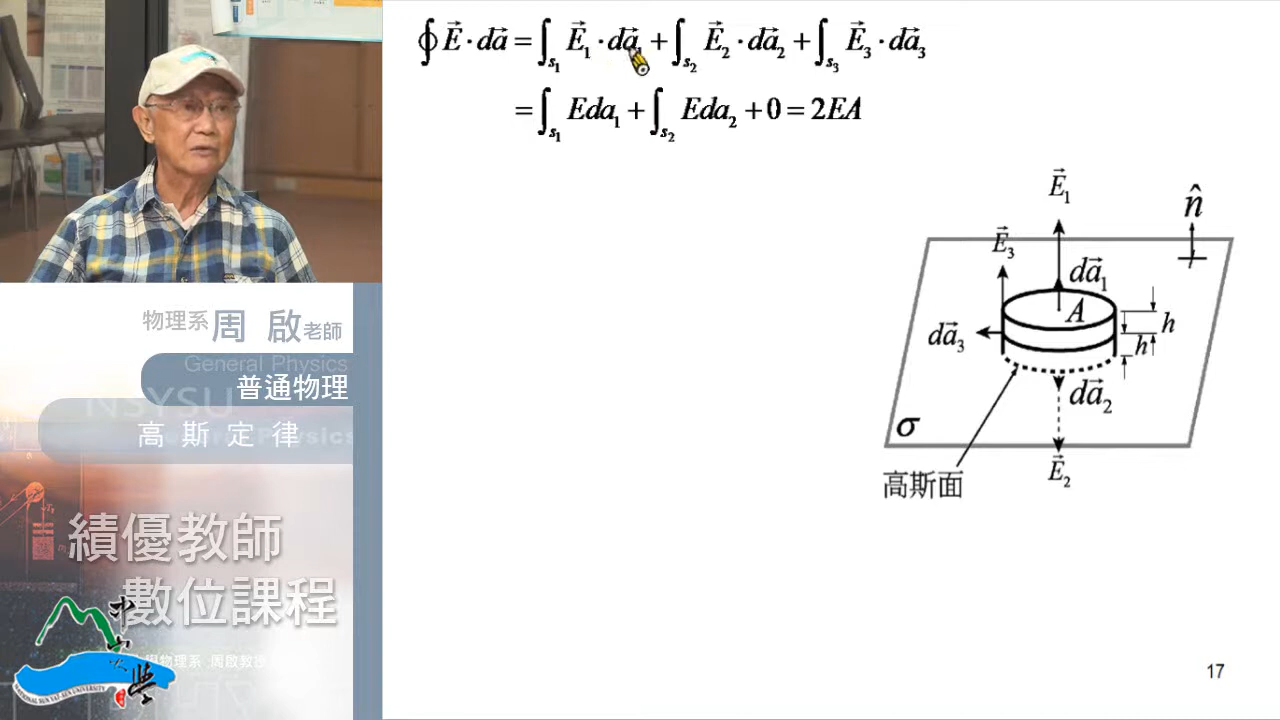 ∮ E⃗ · da⃗ = ∫s₁ E⃗₁ · da⃗₁ + ∫s₂ E⃗₂ · da⃗₂ + ∫s₃ E⃗₃ · da⃗₃
= ∫s₁ Eda₁ + ∫s₂ Eda₂ + 0 = 2EA
E⃗₁
n̂
E⃗₃
da⃗₁
A
h
da⃗₃
h
da⃗₂
σ
E⃗₂
高斯面
物理系 周 啟 老師
General Physics
普通物理
NSYSU
高斯定律
績優教師
數位課程
17